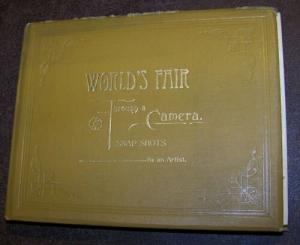 WORLD'S FAIR
Through a
Camera.
SNAP SHOTS
By an Artist.